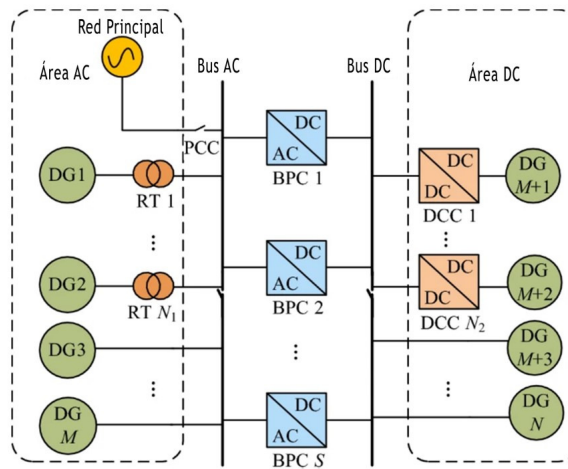 Red Principal
Área AC
Bus AC
Bus DC
Área DC
PCC
DC
AC
BPC 1
DG1
RT 1
DC
DC
DCC 1
DG
M+1
...
...
DG2
RT N₁
DC
AC
BPC 2
DC
DC
DCC N₂
DG
M+2
DG3
...
DG
M+3
...
...
DG
M
DC
AC
BPC S
DG
N